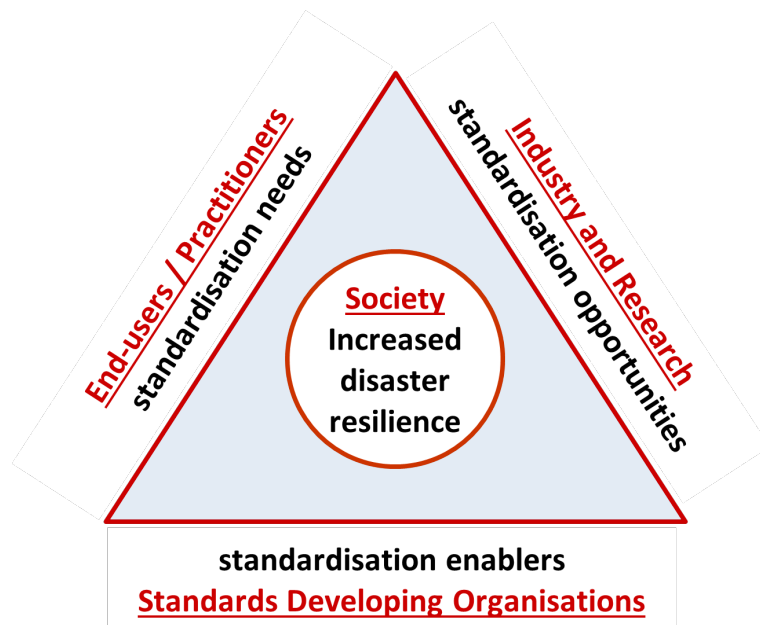 End-users / Practitioners
standardisation needs
Industry and Research
standardisation opportunities
Society
Increased
disaster
resilience
standardisation enablers
Standards Developing Organisations